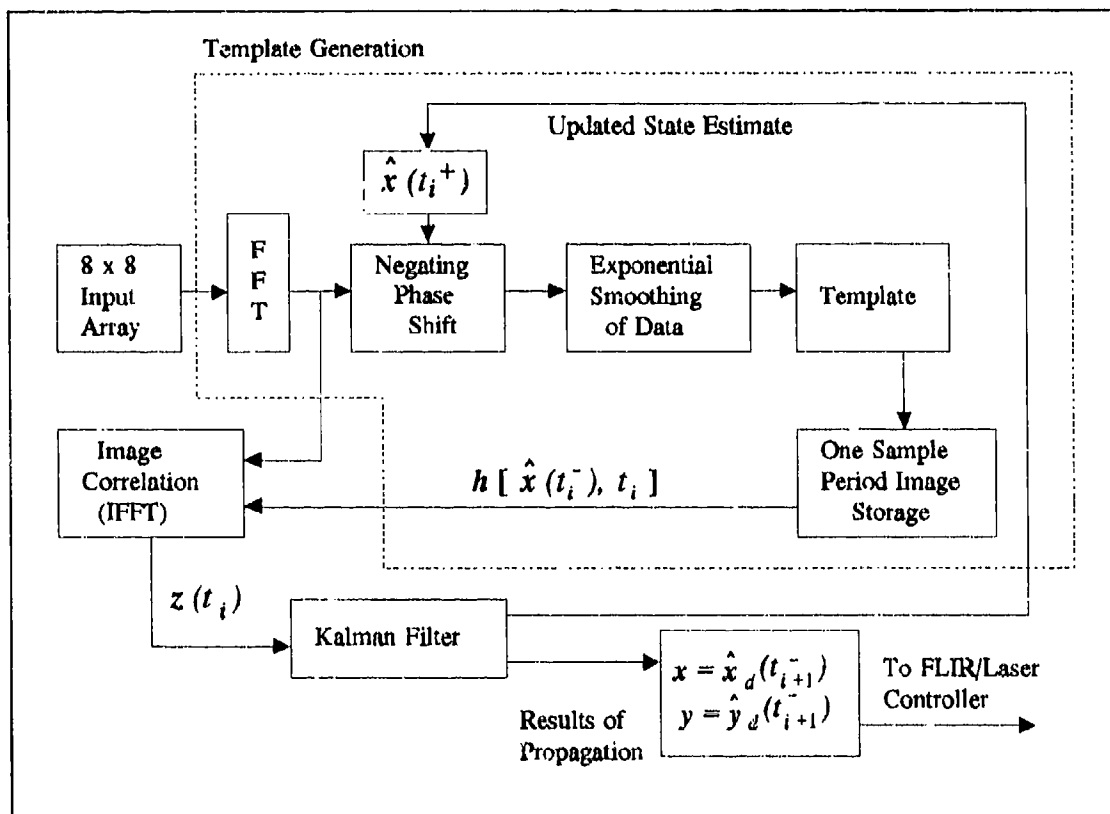 Template Generation
Updated State Estimate
x̂ (t_i^+)
8 x 8
Input
Array
F
F
T
Negating
Phase
Shift
Exponential
Smoothing
of Data
Template
Image
Correlation
(IFFT)
h [ x̂ (t_i^-), t_i ]
One Sample
Period Image
Storage
z (t_i)
Kalman Filter
x = x̂_d (t_{i+1}^-)
y = ŷ_d (t_{i+1}^-)
To FLIR/Laser
Controller
Results of
Propagation